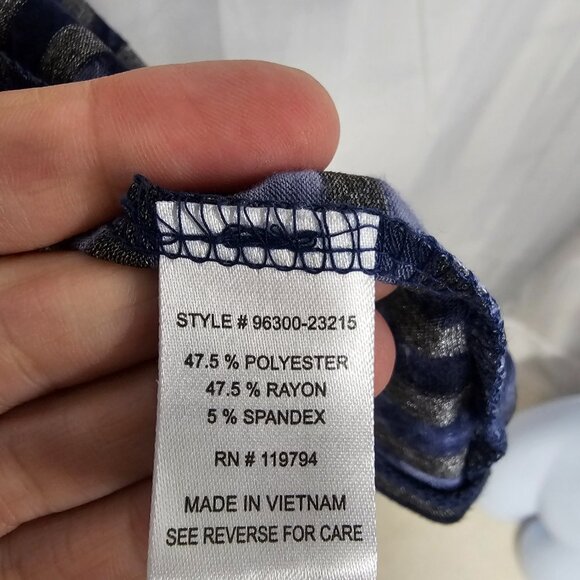 STYLE # 96300-23215
47.5 % POLYESTER
47.5 % RAYON
5 % SPANDEX
RN # 119794
MADE IN VIETNAM
SEE REVERSE FOR CARE